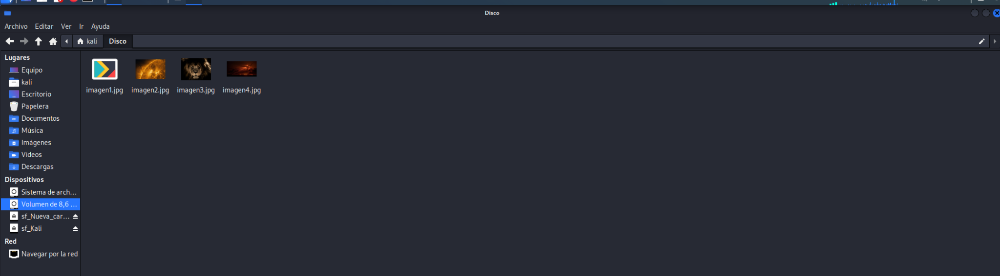 Disco
Archivo Editar Ver Ir Ayuda
kali Disco
Lugares
Equipo
kali
Escritorio
Papelera
Documentos
Música
Imágenes
Vídeos
Descargas
Dispositivos
Sistema de arch...
Volumen de 8,6 ...
sf_Nueva_car...
sf_Kali
Red
Navegar por la red
imagen1.jpg imagen2.jpg imagen3.jpg imagen4.jpg